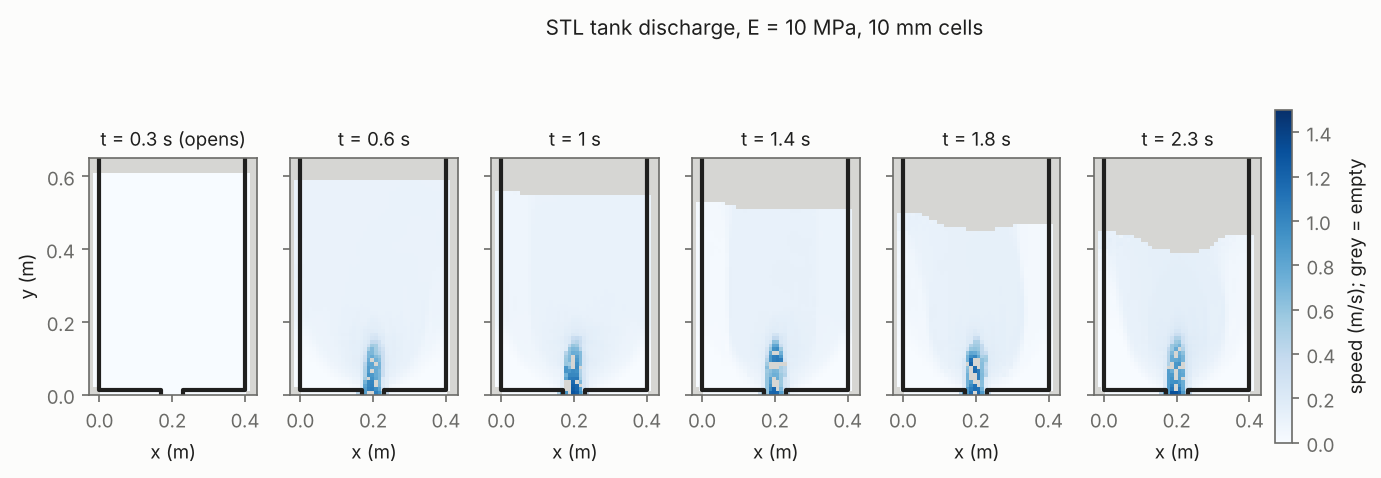 STL tank discharge, E = 10 MPa, 10 mm cells
t = 0.3 s (opens)
t = 0.6 s
t = 1 s
t = 1.4 s
t = 1.8 s
t = 2.3 s
y (m)
0.6
0.4
0.2
0.0
0.0 0.2 0.4
0.0 0.2 0.4
0.0 0.2 0.4
0.0 0.2 0.4
0.0 0.2 0.4
0.0 0.2 0.4
x (m)
x (m)
x (m)
x (m)
x (m)
x (m)
1.4
1.2
1.0
0.8
0.6
0.4
0.2
0.0
speed (m/s); grey = empty